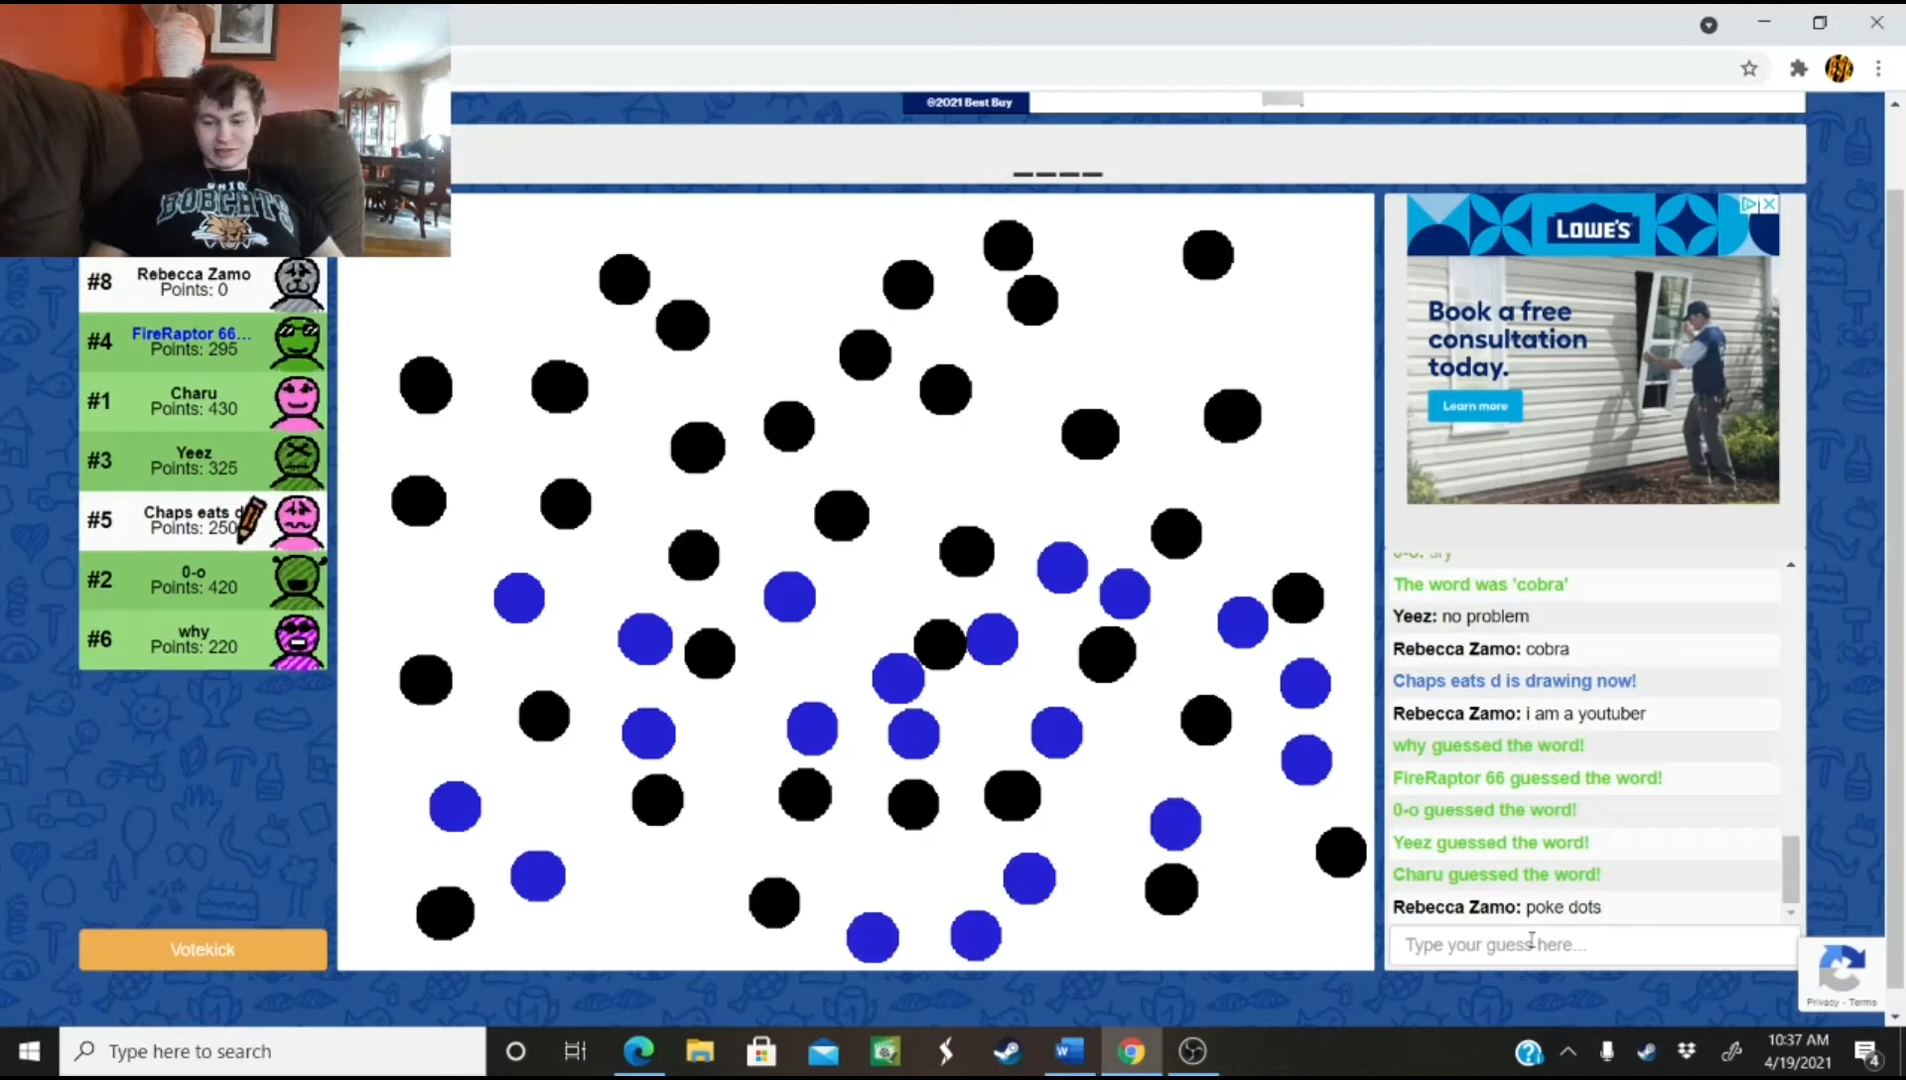 ©2021 Best Buy
____
OHIO
BOBCATS
#8 Rebecca Zamo
Points: 0
#4 FireRaptor 66...
Points: 295
#1 Charu
Points: 430
#3 Yeez
Points: 325
#5 Chaps eats d
Points: 250
#2 0-o
Points: 420
#6 why
Points: 220
Votekick
LOWE'S
Book a free
consultation
today.
Learn more
0-o: sry
The word was 'cobra'
Yeez: no problem
Rebecca Zamo: cobra
Chaps eats d is drawing now!
Rebecca Zamo: i am a youtuber
why guessed the word!
FireRaptor 66 guessed the word!
0-o guessed the word!
Yeez guessed the word!
Charu guessed the word!
Rebecca Zamo: poke dots
Type your guess here...
Privacy - Terms
Type here to search
10:37 AM
4/19/2021
4